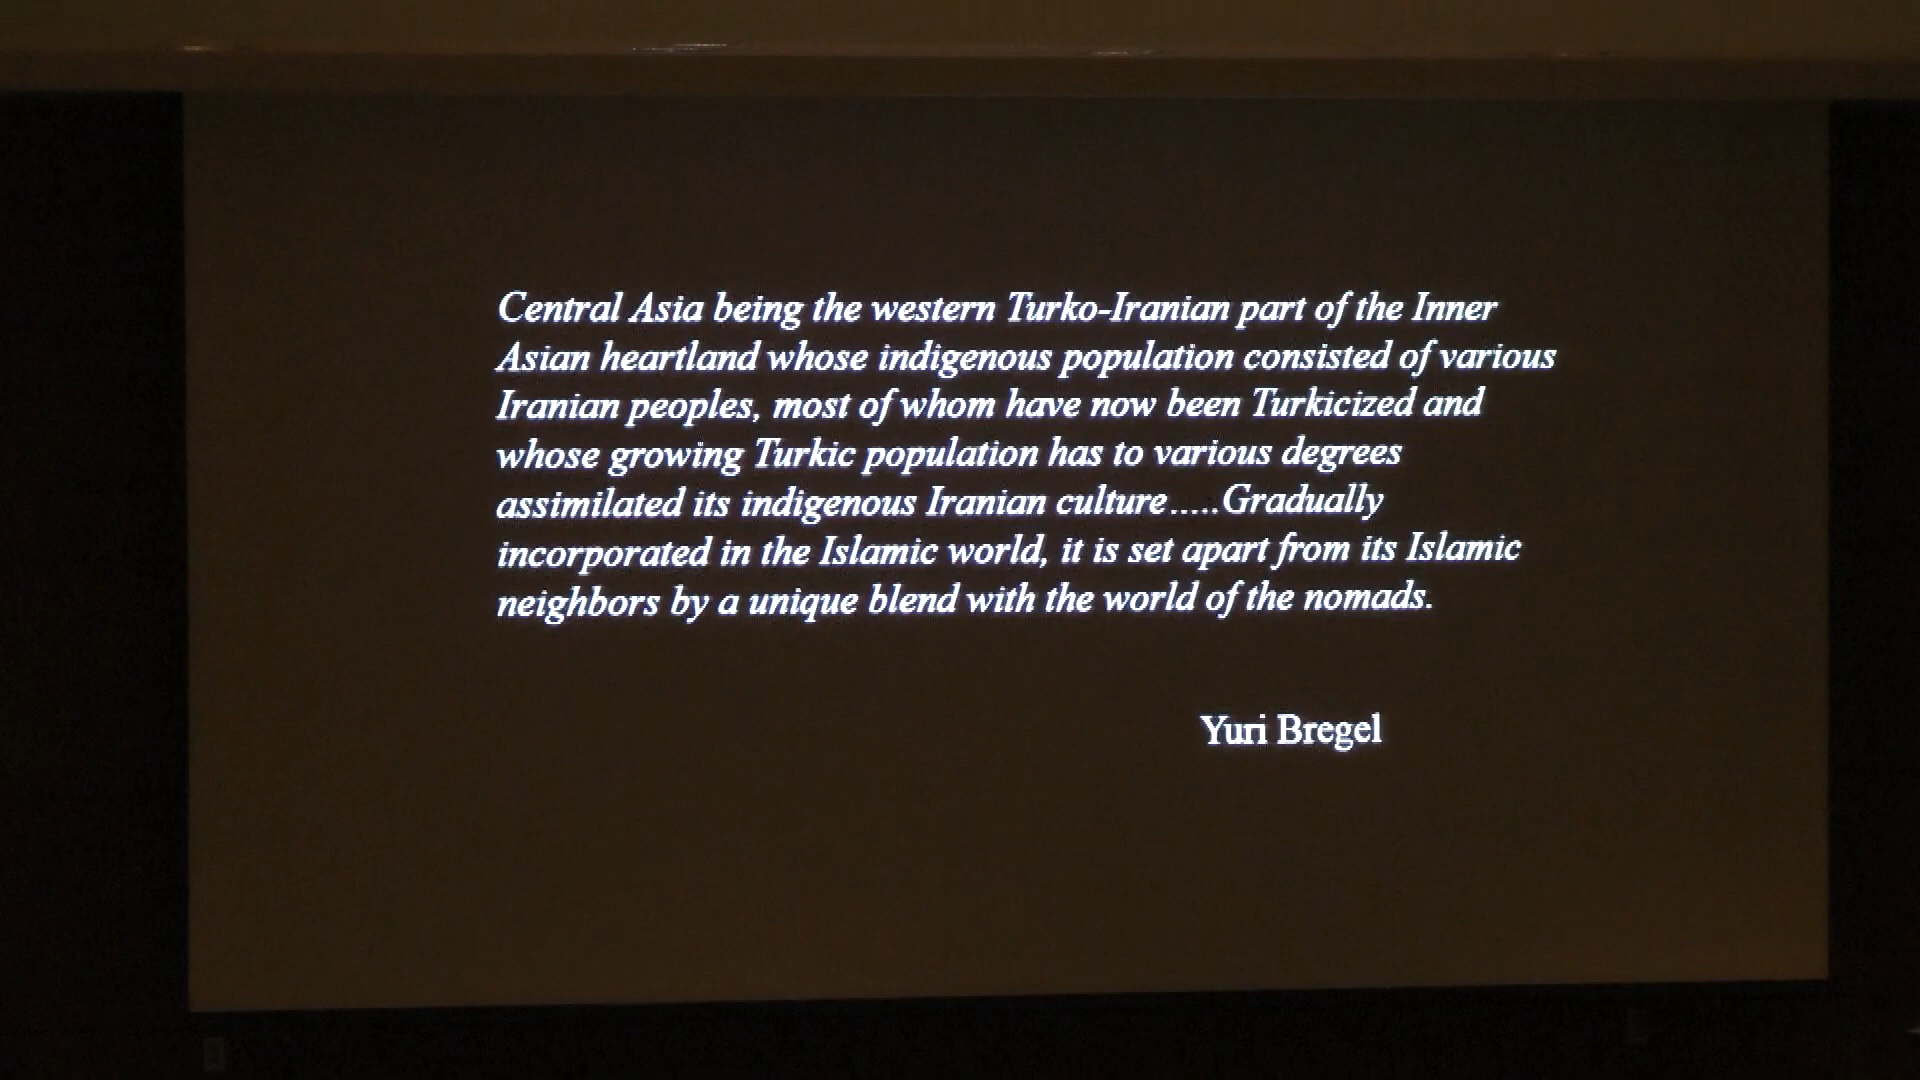 Central Asia being the western Turko-Iranian part of the Inner
Asian heartland whose indigenous population consisted of various
Iranian peoples, most of whom have now been Turkicized and
whose growing Turkic population has to various degrees
assimilated its indigenous Iranian culture.....Gradually
incorporated in the Islamic world, it is set apart from its Islamic
neighbors by a unique blend with the world of the nomads.
Yuri Bregel